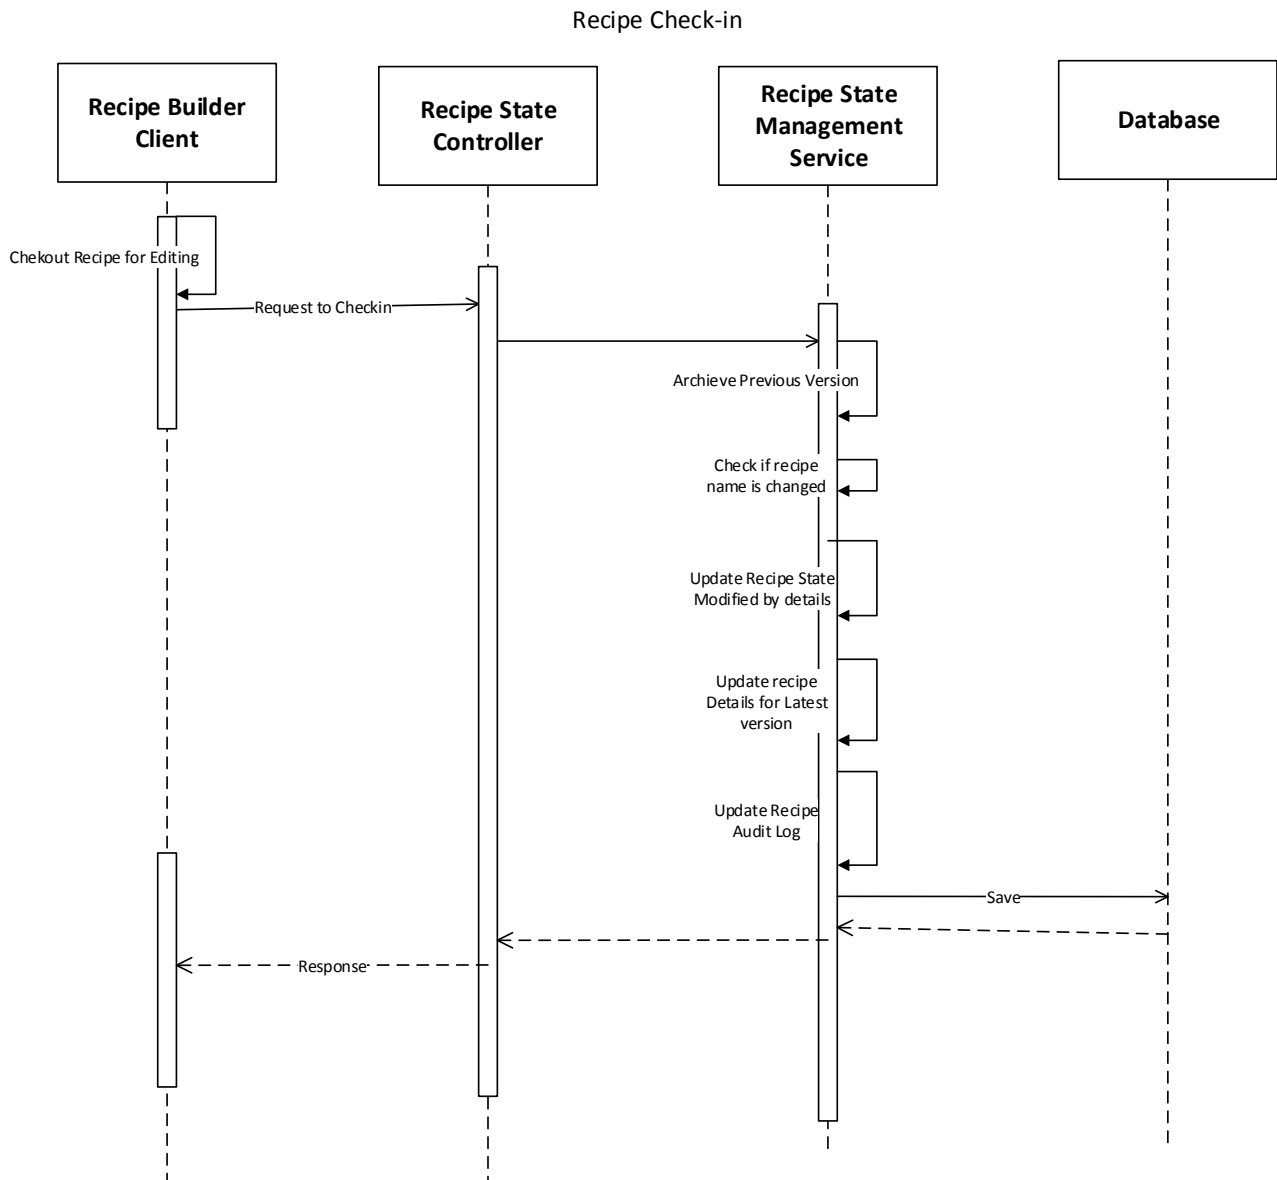 Recipe Check-in
Recipe Builder
Client
Recipe State
Controller
Recipe State
Management
Service
Database
Chekout Recipe for Editing
Request to Checkin
Archieve Previous Version
Check if recipe
name is changed
Update Recipe State
Modified by details
Update recipe
Details for Latest
version
Update Recipe
Audit Log
Save
Response